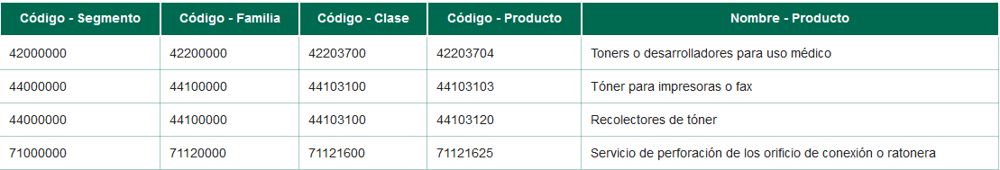 Código - Segmento Código - Familia Código - Clase Código - Producto Nombre - Producto
42000000 42200000 42203700 42203704 Toners o desarrolladores para uso médico
44000000 44100000 44103100 44103103 Tóner para impresoras o fax
44000000 44100000 44103100 44103120 Recolectores de tóner
71000000 71120000 71121600 71121625 Servicio de perforación de los orificio de conexión o ratonera